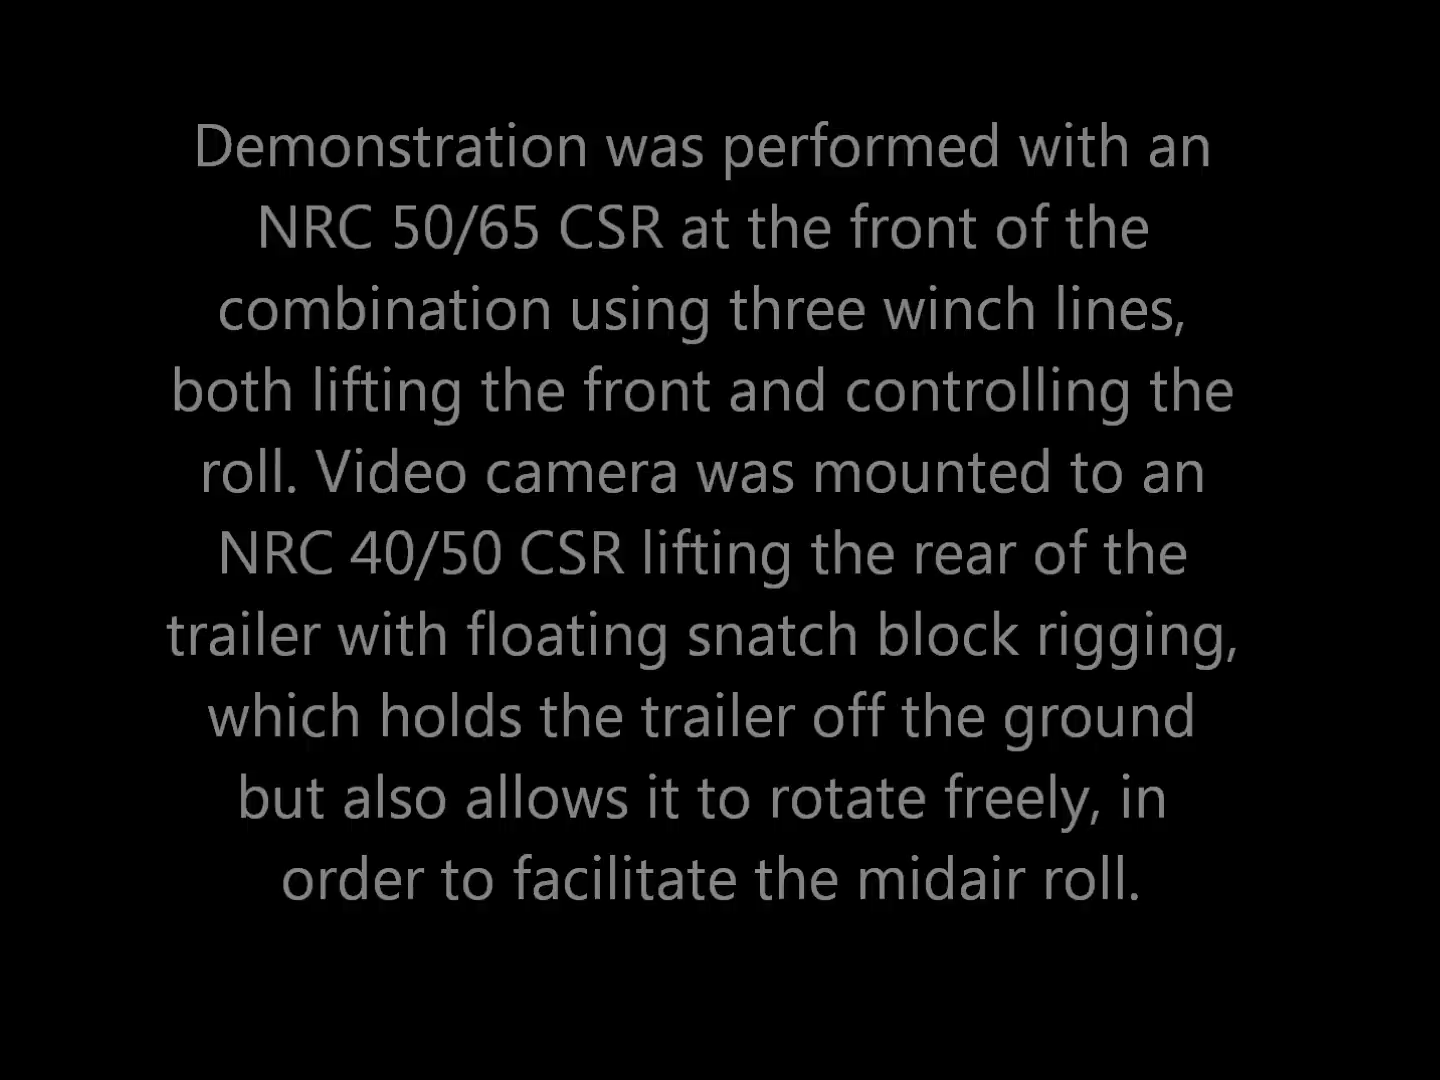 Demonstration was performed with an
NRC 50/65 CSR at the front of the
combination using three winch lines,
both lifting the front and controlling the
roll. Video camera was mounted to an
NRC 40/50 CSR lifting the rear of the
trailer with floating snatch block rigging,
which holds the trailer off the ground
but also allows it to rotate freely, in
order to facilitate the midair roll.